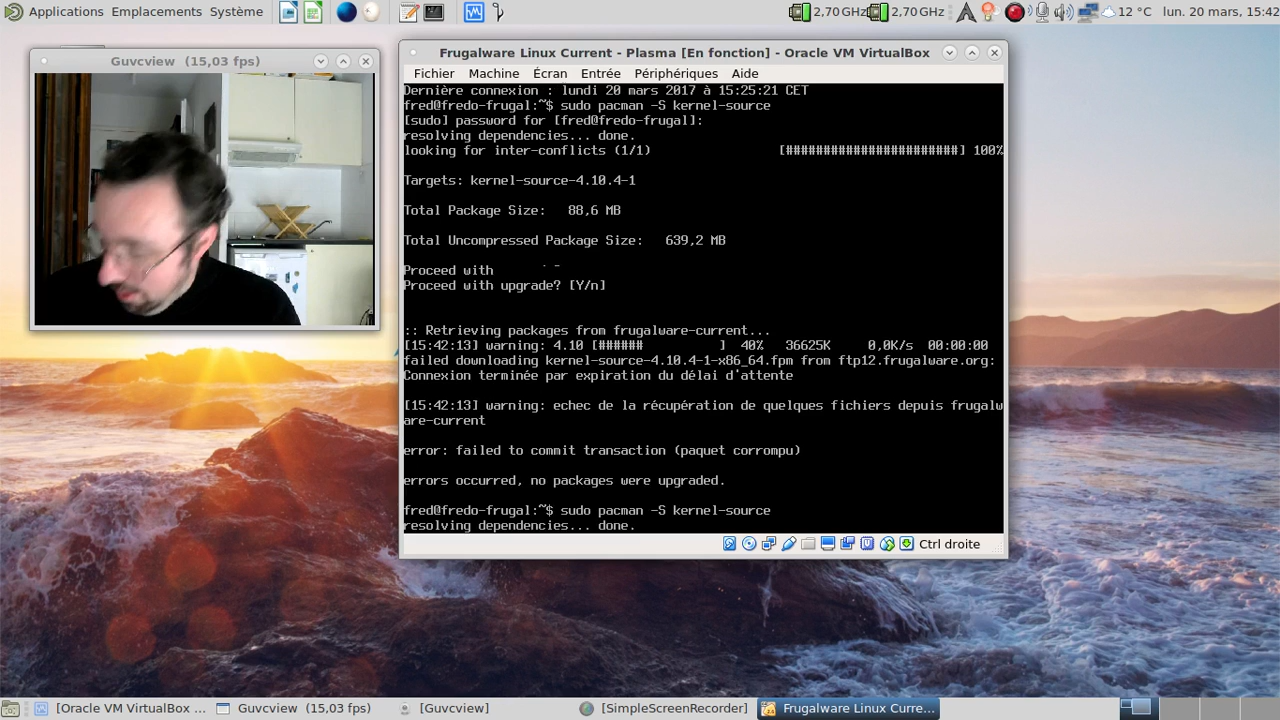 Applications Emplacements Système 2,70 GHz 2,70 GHz 12 °C lun. 20 mars, 15:42
Guvcview (15,03 fps)
Frugalware Linux Current - Plasma [En fonction] - Oracle VM VirtualBox
Fichier Machine Écran Entrée Périphériques Aide
Dernière connexion : lundi 20 mars 2017 à 15:25:21 CET
fred@fredo-frugal:~$ sudo pacman -S kernel-source
[sudo] password for [fred@fredo-frugal]:
resolving dependencies... done.
looking for inter-conflicts (1/1) [#######################] 100%
Targets: kernel-source-4.10.4-1
Total Package Size: 88,6 MB
Total Uncompressed Package Size: 639,2 MB
Proceed with
Proceed with upgrade? [Y/n]
:: Retrieving packages from frugalware-current...
[15:42:13] warning: 4.10 [###### ] 40% 36625K 0,0K/s 00:00:00
failed downloading kernel-source-4.10.4-1-x86_64.fpm from ftp12.frugalware.org:
Connexion terminée par expiration du délai d'attente
[15:42:13] warning: echec de la récupération de quelques fichiers depuis frugalw
are-current
error: failed to commit transaction (paquet corrompu)
errors occurred, no packages were upgraded.
fred@fredo-frugal:~$ sudo pacman -S kernel-source
resolving dependencies... done.
Ctrl droite
[Oracle VM VirtualBox ... Guvcview (15,03 fps) [Guvcview] [SimpleScreenRecorder] Frugalware Linux Curre...